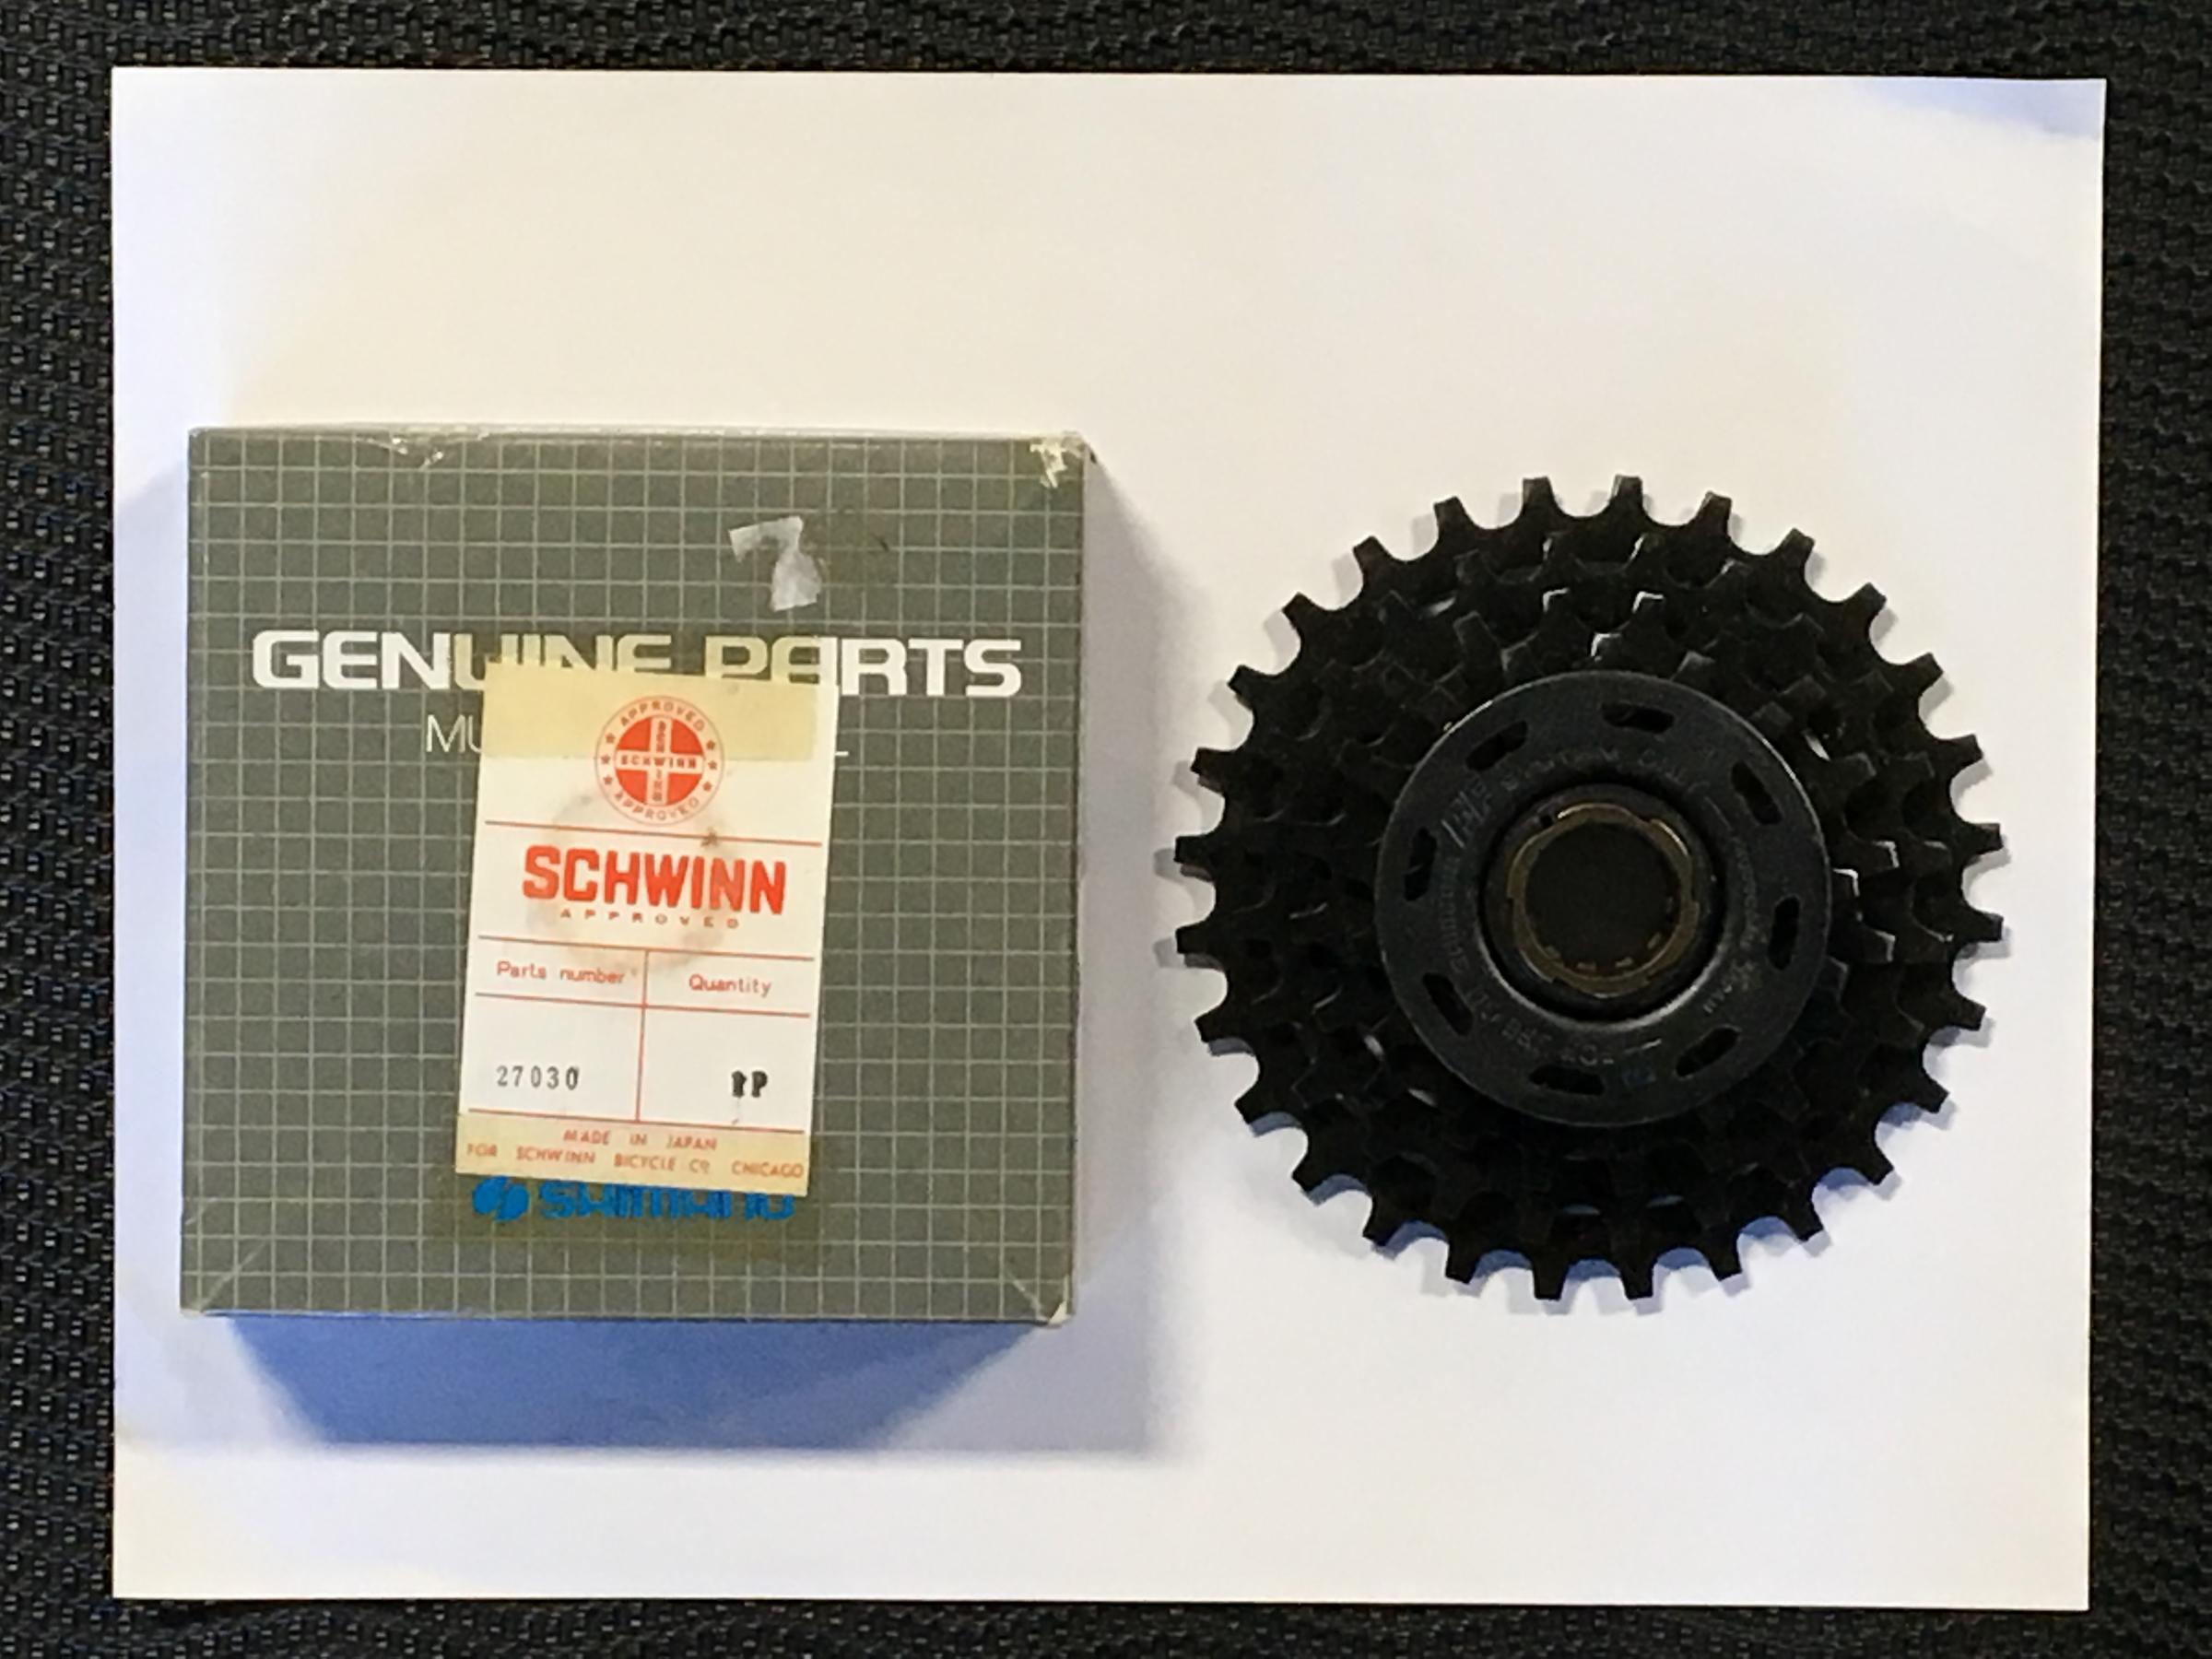 GENUINE PARTS
APPROVED
SCHWINN
APPROVED
SCHWINN
APPROVED
Parts number Quantity
27030 1P
MADE IN JAPAN
FOR SCHWINN BICYCLE CO CHICAGO
SHIMANO